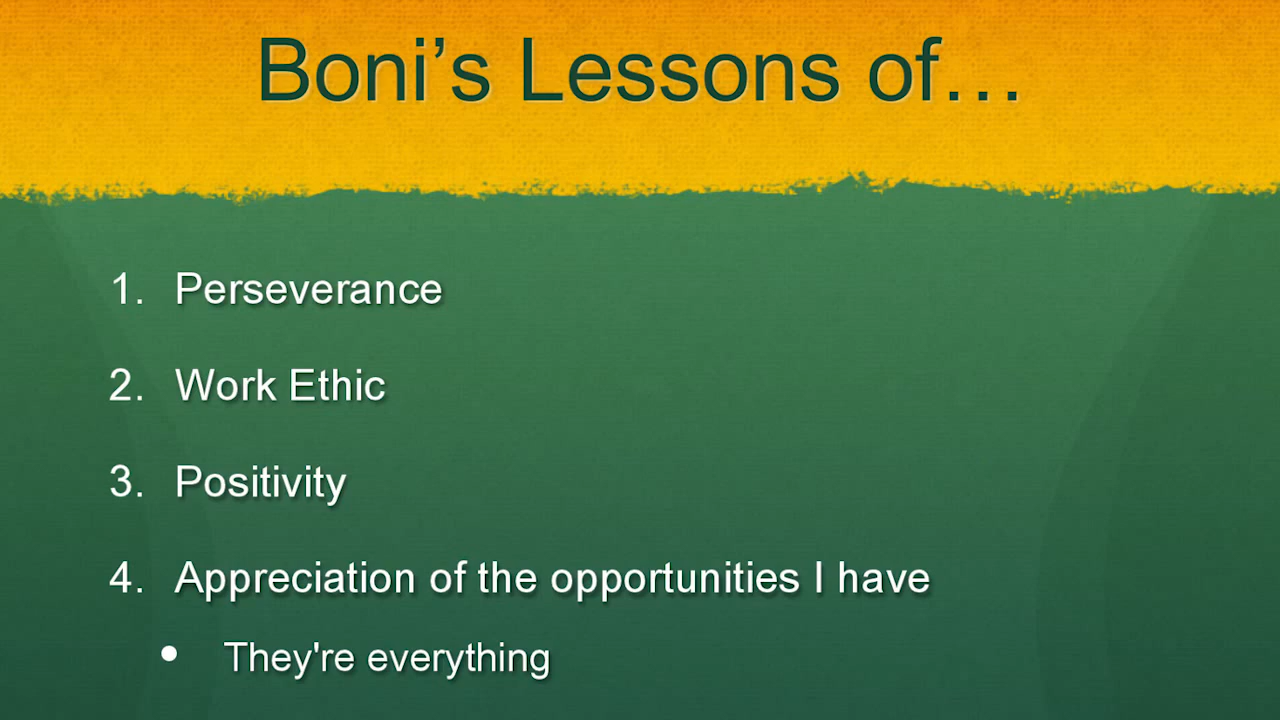 Boni’s Lessons of…
1. Perseverance
2. Work Ethic
3. Positivity
4. Appreciation of the opportunities I have
• They're everything